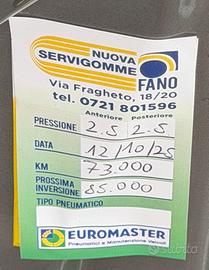 NUOVA
SERVIGOMME
FANO
Via Fragheto, 18/20
tel. 0721 801596
Anteriore Posteriore
PRESSIONE 2.5 2.5
DATA 12/10/25
KM 73.000
PROSSIMA
INVERSIONE 85.000
TIPO PNEUMATICO
EUROMASTER
Pneumatici e Manutenzione Veicoli
subito